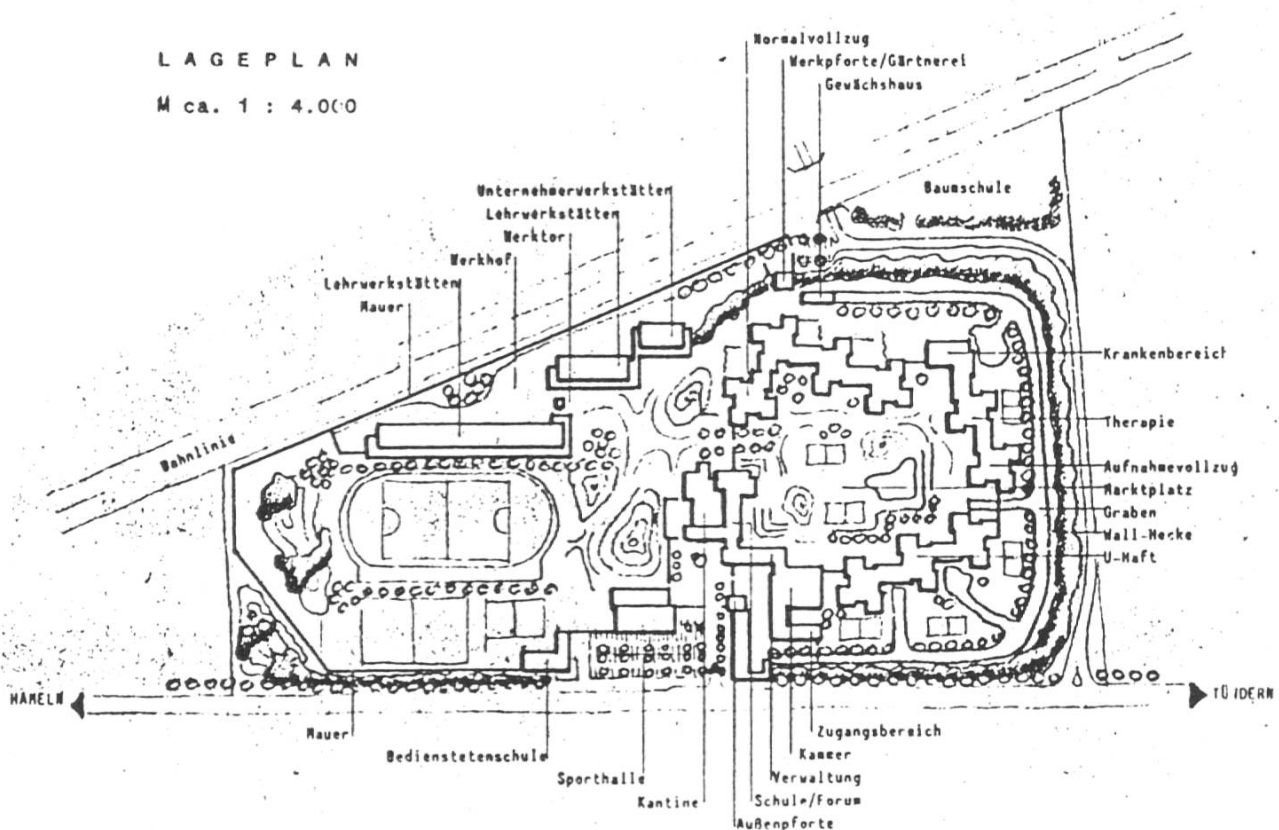 LAGEPLAN
M ca. 1 : 4.000
Normalvollzug
Werkpforte/Gärtnerei
Gewächshaus
Baumschule
Unternehmerwerkstätten
Lehrwerkstätten
Werktor
Werkhof
Lehrwerkstätten
Mauer
Bahnlinie
Krankenbereich
Therapie
Aufnahmevollzug
Marktplatz
Graben
Wall-Hecke
U-Haft
HAMELN
TÜNDERN
Mauer
Bedienstetenschule
Sporthalle
Kantine
Zugangsbereich
Kammer
Verwaltung
Schule/Forum
Außenpforte